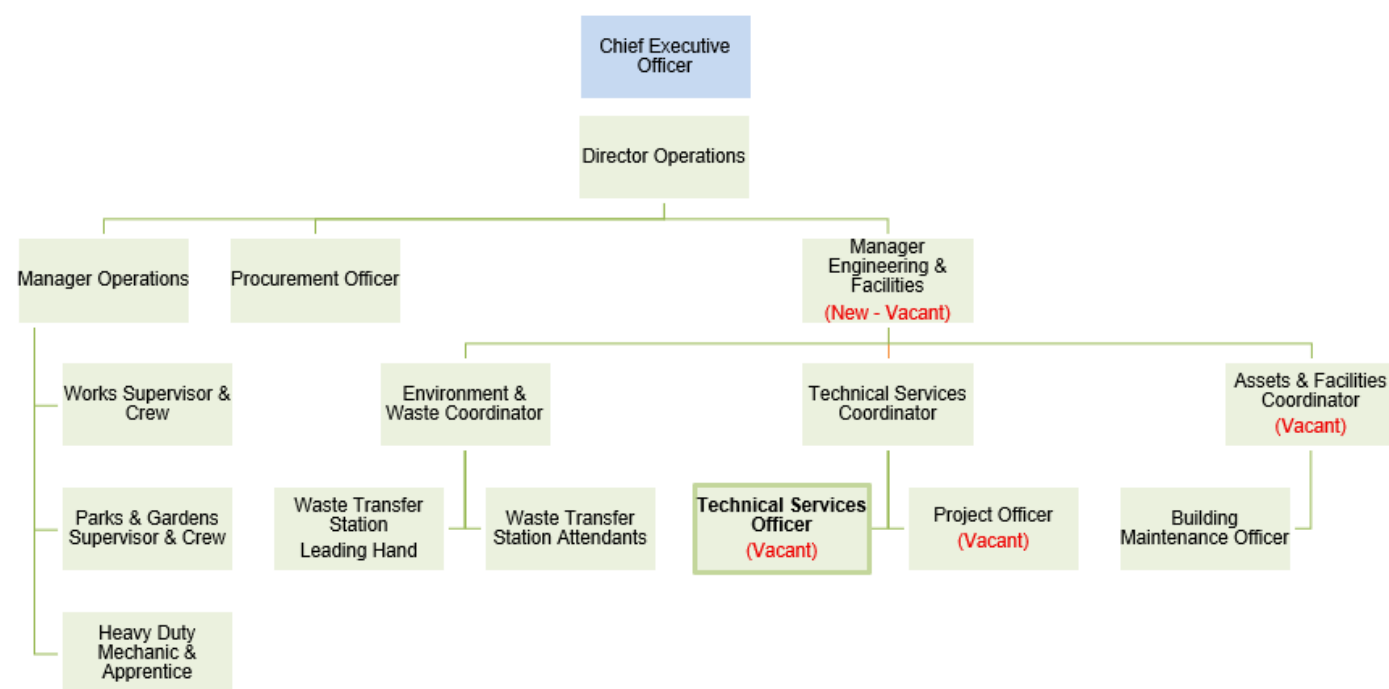 Chief Executive
Officer
Director Operations
Manager Operations
Procurement Officer
Manager
Engineering &
Facilities
(New - Vacant)
Works Supervisor &
Crew
Environment &
Waste Coordinator
Technical Services
Coordinator
Assets & Facilities
Coordinator
(Vacant)
Parks & Gardens
Supervisor & Crew
Waste Transfer
Station
Leading Hand
Waste Transfer
Station Attendants
Technical Services
Officer
(Vacant)
Project Officer
(Vacant)
Building
Maintenance Officer
Heavy Duty
Mechanic &
Apprentice